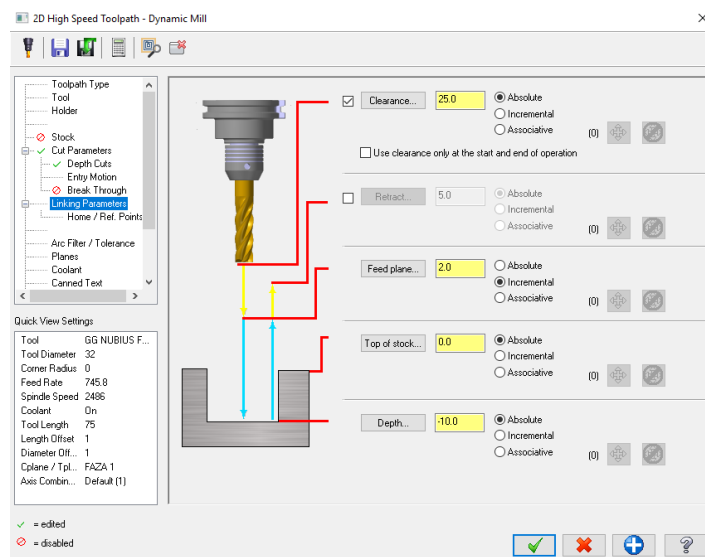 2D High Speed Toolpath - Dynamic Mill
Toolpath Type
Tool
Holder
Stock
Cut Parameters
Depth Cuts
Entry Motion
Break Through
Linking Parameters
Home / Ref. Points
Arc Filter / Tolerance
Planes
Coolant
Canned Text
Quick View Settings
Tool GG NUBIUS F...
Tool Diameter 32
Corner Radius 0
Feed Rate 745.8
Spindle Speed 2486
Coolant On
Tool Length 75
Length Offset 1
Diameter Off... 1
Cplane / Tpl... FAZA 1
Axis Combin... Default (1)
= edited
= disabled
Clearance... 25.0 Absolute
Incremental
Associative (0)
Use clearance only at the start and end of operation
Retract... 5.0 Absolute
Incremental
Associative (0)
Feed plane... 2.0 Absolute
Incremental
Associative (0)
Top of stock... 0.0 Absolute
Incremental
Associative (0)
Depth... -10.0 Absolute
Incremental
Associative (0)